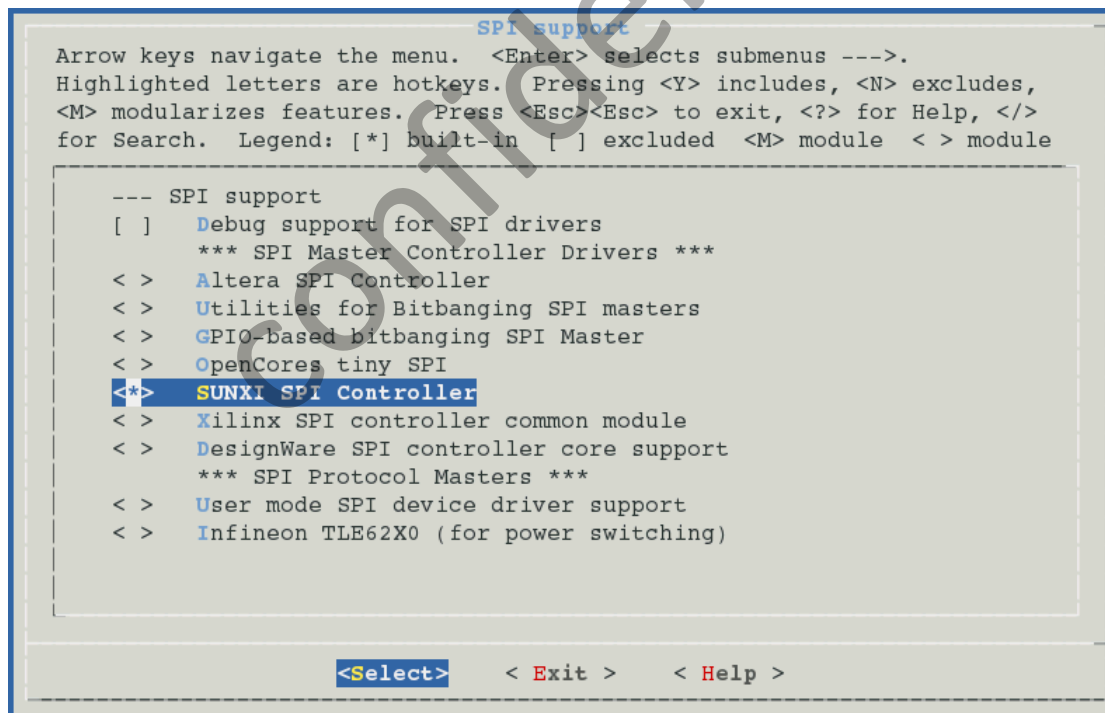 SPI support
Arrow keys navigate the menu.  <Enter> selects submenus --->.
Highlighted letters are hotkeys.  Pressing <Y> includes, <N> excludes,
<M> modularizes features.  Press <Esc><Esc> to exit, <?> for Help, </>
for Search.  Legend: [*] built-in  [ ] excluded  <M> module  < > module
--- SPI support
[ ]   Debug support for SPI drivers
*** SPI Master Controller Drivers ***
< >   Altera SPI Controller
< >   Utilities for Bitbanging SPI masters
< >   GPIO-based bitbanging SPI Master
< >   OpenCores tiny SPI
<*>   SUNXI SPI Controller
< >   Xilinx SPI controller common module
< >   DesignWare SPI controller core support
*** SPI Protocol Masters ***
< >   User mode SPI device driver support
< >   Infineon TLE62X0 (for power switching)
<Select>    < Exit >    < Help >